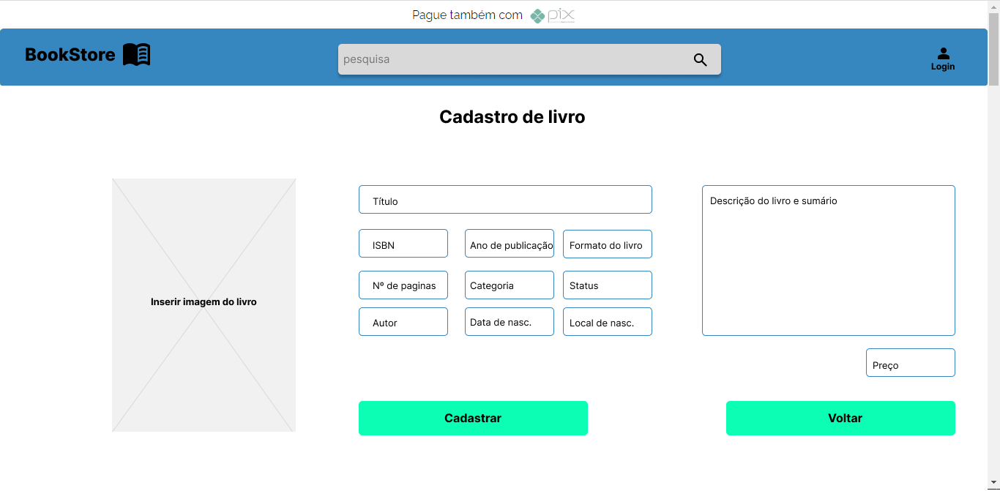 Pague também com pix
BookStore
pesquisa
Login
Cadastro de livro
Inserir imagem do livro
Título
ISBN
Ano de publicação
Formato do livro
Nº de paginas
Categoria
Status
Autor
Data de nasc.
Local de nasc.
Descrição do livro e sumário
Preço
Cadastrar
Voltar